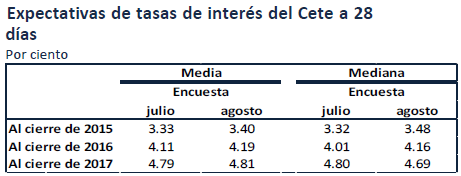 Expectativas de tasas de interés del Cete a 28
días
Por ciento
Media Mediana
Encuesta Encuesta
julio agosto julio agosto
Al cierre de 2015 3.33 3.40 3.32 3.48
Al cierre de 2016 4.11 4.19 4.01 4.16
Al cierre de 2017 4.79 4.81 4.80 4.69